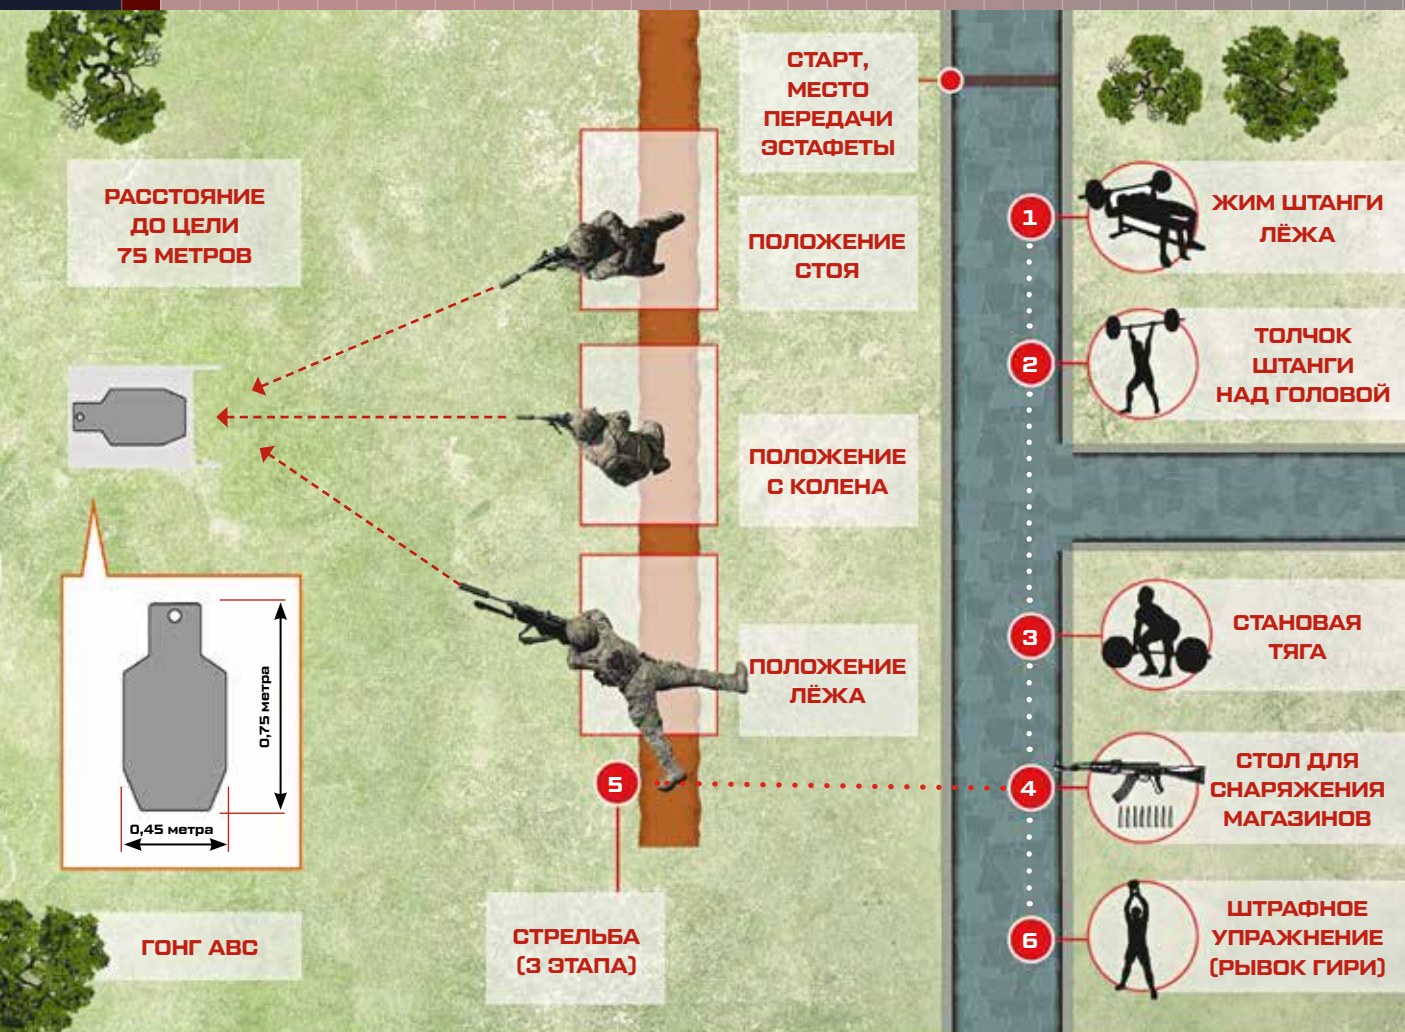 РАССТОЯНИЕ
ДО ЦЕЛИ
75 МЕТРОВ
0,75 метра
0,45 метра
ГОНГ АВС
СТАРТ,
МЕСТО
ПЕРЕДАЧИ
ЭСТАФЕТЫ
ПОЛОЖЕНИЕ
СТОЯ
ПОЛОЖЕНИЕ
С КОЛЕНА
ПОЛОЖЕНИЕ
ЛЁЖА
5
СТРЕЛЬБА
(3 ЭТАПА)
1
ЖИМ ШТАНГИ
ЛЁЖА
2
ТОЛЧОК
ШТАНГИ
НАД ГОЛОВОЙ
3
СТАНОВАЯ
ТЯГА
4
СТОЛ ДЛЯ
СНАРЯЖЕНИЯ
МАГАЗИНОВ
6
ШТРАФНОЕ
УПРАЖНЕНИЕ
(РЫВОК ГИРИ)